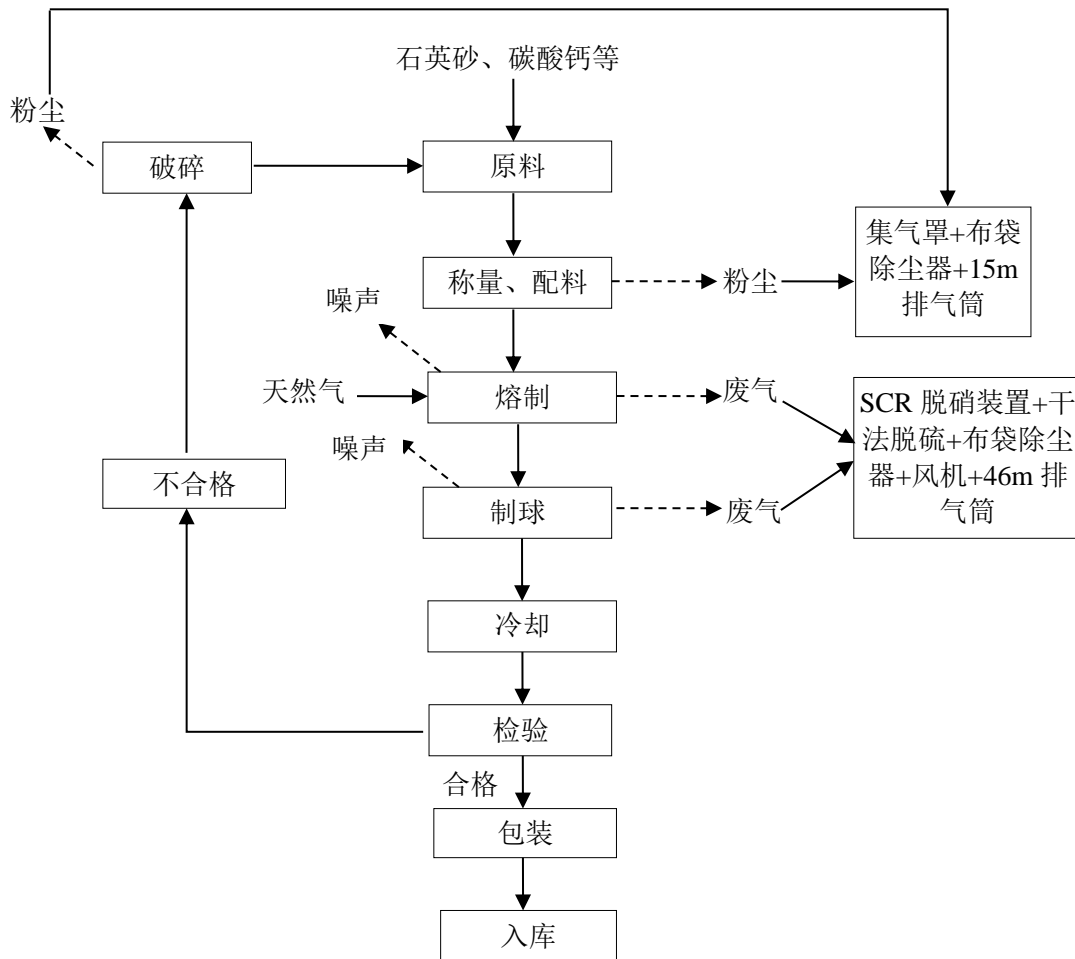 石英砂、碳酸钙等
粉尘
破碎
原料
集气罩+布袋
除尘器+15m
排气筒
称量、配料
粉尘
噪声
天然气
熔制
废气
SCR 脱硝装置+干
法脱硫+布袋除尘
器+风机+46m 排
气筒
噪声
不合格
制球
废气
冷却
检验
合格
包装
入库